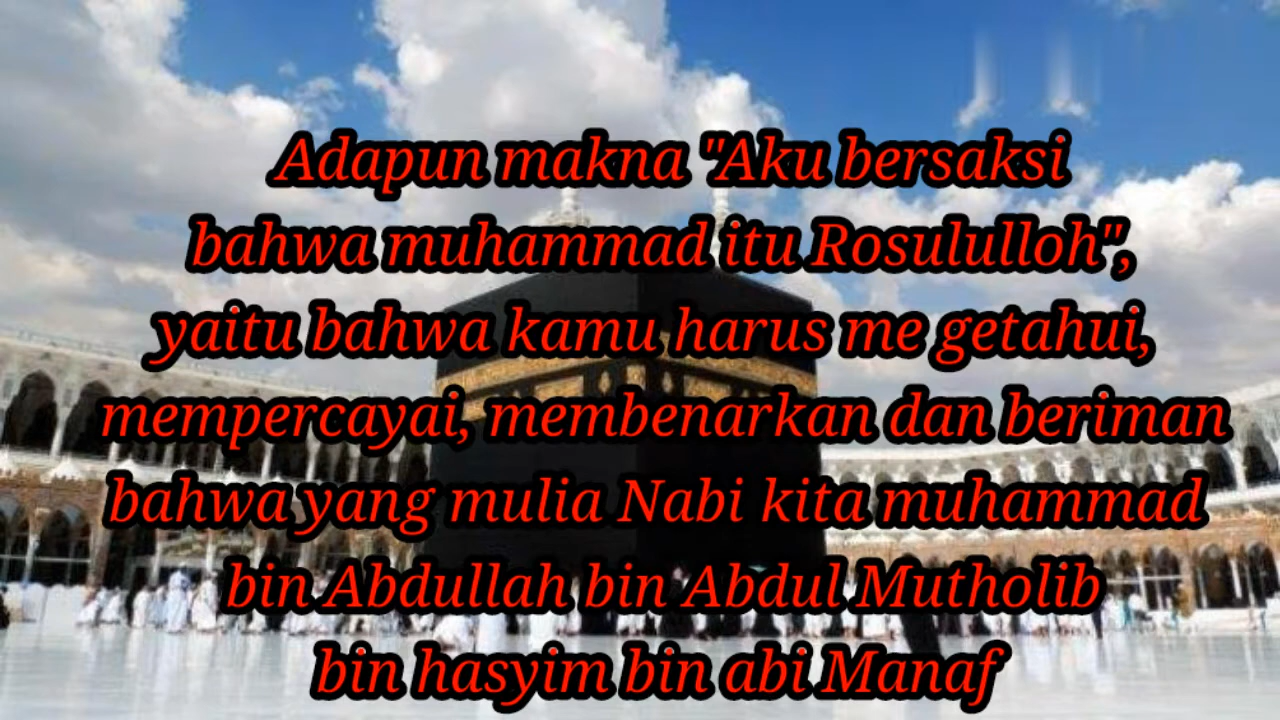 Adapun makna "Aku bersaksi
bahwa muhammad itu Rosululloh",
yaitu bahwa kamu harus me getahui,
mempercayai, membenarkan dan beriman
bahwa yang mulia Nabi kita muhammad
bin Abdullah bin Abdul Mutholib
bin hasyim bin abi Manaf